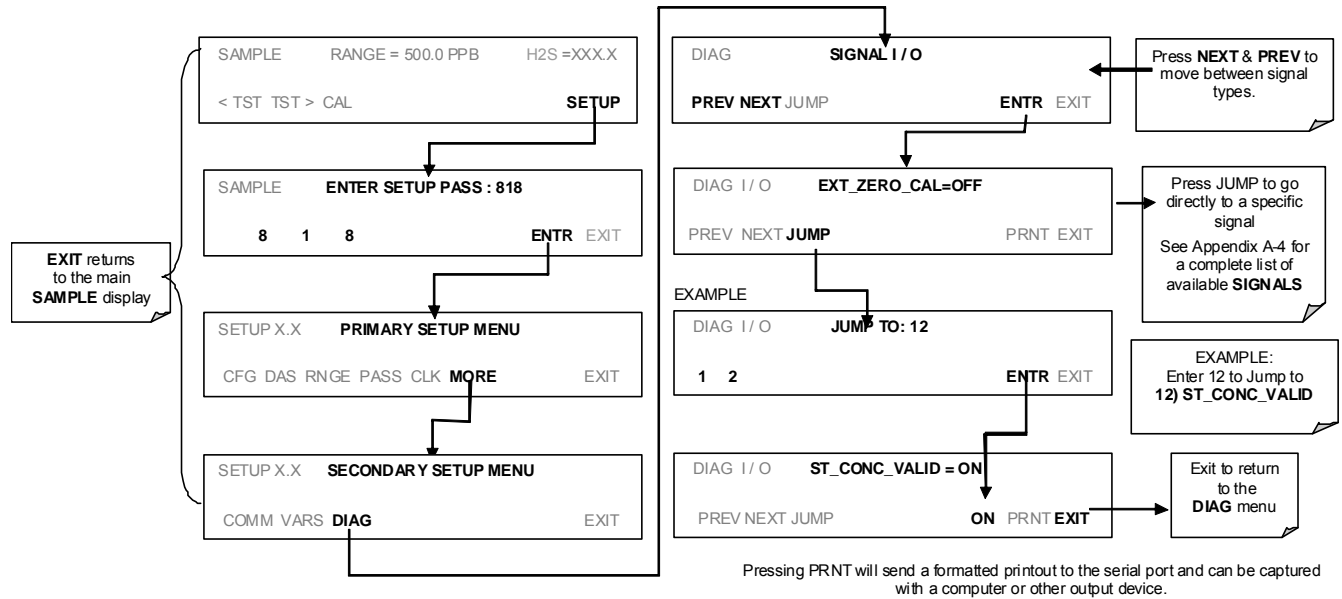 SAMPLE RANGE = 500.0 PPB H2S =XXX.X
< TST TST > CAL SETUP
SAMPLE ENTER SETUP PASS : 818
8 1 8 ENTR EXIT
EXIT returns
to the main
SAMPLE display
SETUP X.X PRIMARY SETUP MENU
CFG DAS RNGE PASS CLK MORE EXIT
SETUP X.X SECONDARY SETUP MENU
COMM VARS DIAG EXIT
DIAG SIGNAL I / O
PREV NEXT JUMP ENTR EXIT
Press NEXT & PREV to
move between signal
types.
DIAG I / O EXT_ZERO_CAL=OFF
PREV NEXT JUMP PRNT EXIT
Press JUMP to go
directly to a specific
signal
See Appendix A-4 for
a complete list of
available SIGNALS
EXAMPLE
DIAG I / O JUMP TO: 12
1 2 ENTR EXIT
EXAMPLE:
Enter 12 to Jump to
12) ST_CONC_VALID
DIAG I / O ST_CONC_VALID = ON
PREV NEXT JUMP ON PRNT EXIT
Exit to return
to the
DIAG menu
Pressing PRNT will send a formatted printout to the serial port and can be captured
with a computer or other output device.